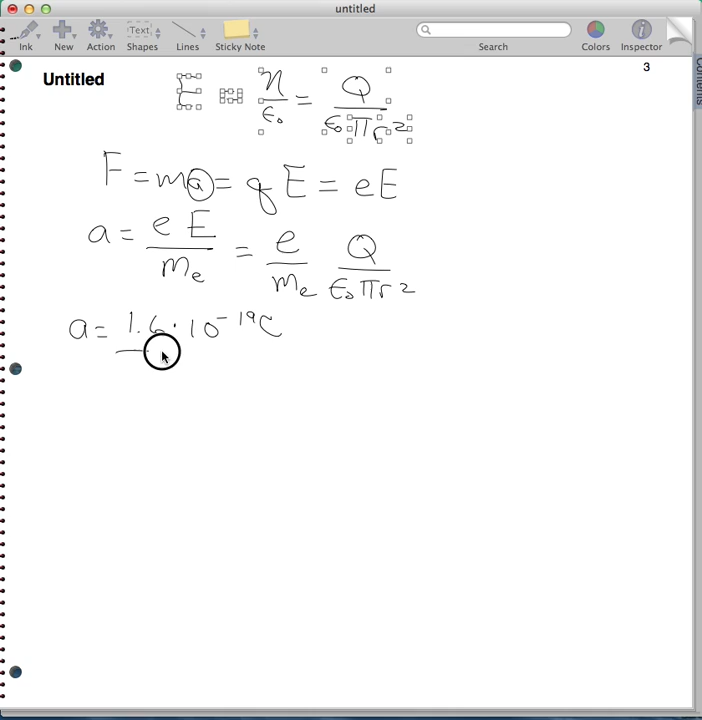 untitled
Ink New Action Text Shapes Lines Sticky Note Search Colors Inspector
Contents
3
Untitled
E = η/ε₀ = Q/(ε₀πr²)
F = ma = qE = eE
a = eE/mₑ = e/mₑ Q/(ε₀πr²)
a = 1.6·10⁻¹⁹C